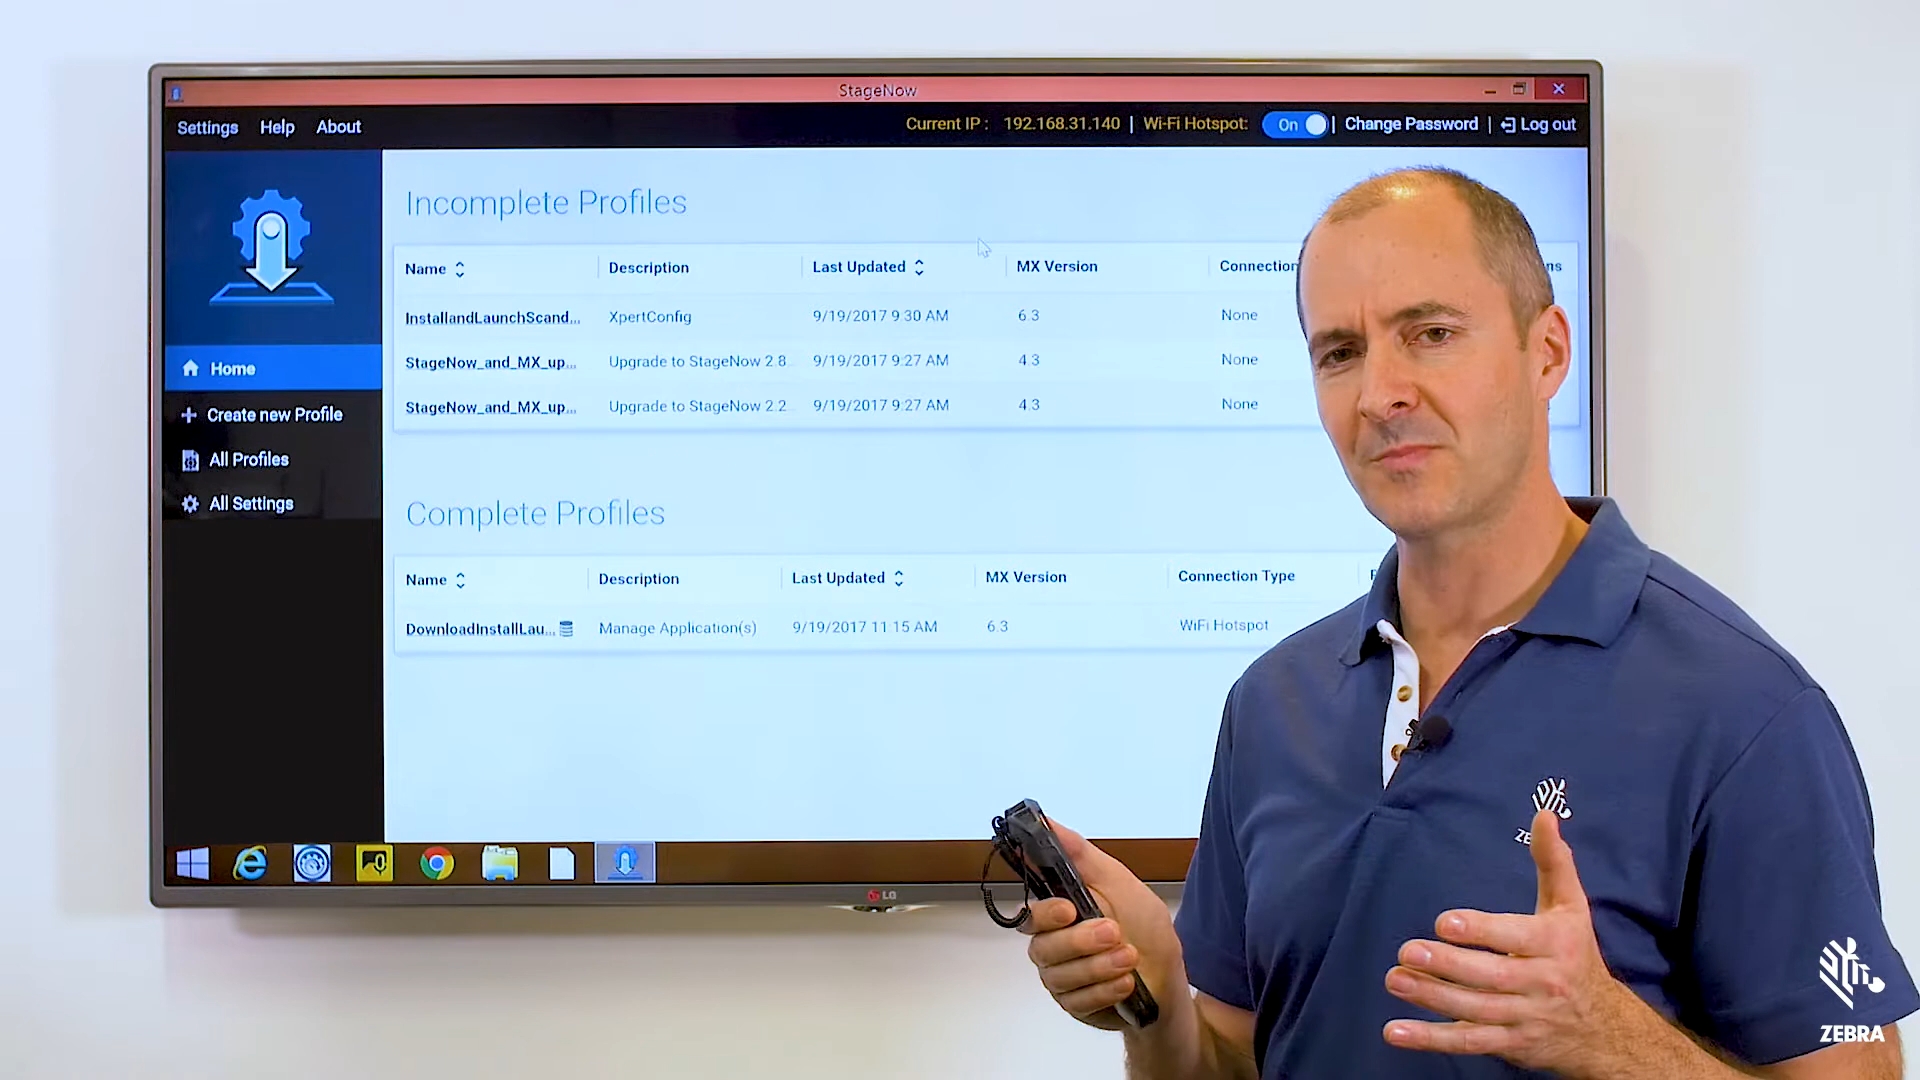 StageNow
Settings Help About Current IP : 192.168.31.140 | Wi-Fi Hotspot: On | Change Password | Log out
Incomplete Profiles
Name Description Last Updated MX Version Connection
InstallandLaunchScand... XpertConfig 9/19/2017 9:30 AM 6.3 None
StageNow_and_MX_up... Upgrade to StageNow 2.8... 9/19/2017 9:27 AM 4.3 None
StageNow_and_MX_up... Upgrade to StageNow 2.2... 9/19/2017 9:27 AM 4.3 None
Home
Create new Profile
All Profiles
All Settings
Complete Profiles
Name Description Last Updated MX Version Connection Type
DownloadInstallLau... Manage Application(s) 9/19/2017 11:15 AM 6.3 WiFi Hotspot
LG
ZEBRA